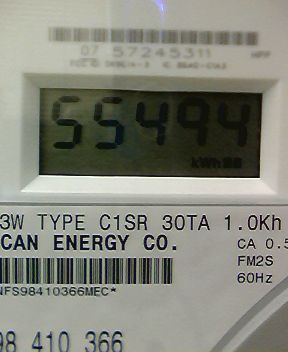 07 57245311
55494
kWh
3W TYPE C1SR 30TA 1.0Kh
CAN ENERGY CO.
CA 0.5
FM2S
60Hz
NFS98410366MEC*
98 410 366